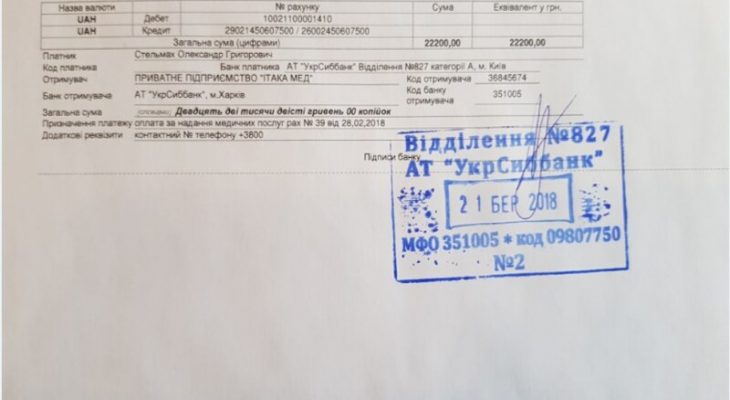 Назва валюти № рахунку Сума Еквівалент у грн.
UAH Дебет 10021100001410
UAH Кредит 29021450607500 / 26002450607500
Загальна сума (цифрами) 22200,00 22200,00
Платник Стельмах Олександр Григорович
Код платника Банк платника АТ "УкрСиббанк" Відділення №827 категорії А, м. Київ
Отримувач ПРИВАТНЕ ПІДПРИЄМСТВО "ІТАКА МЕД" Код отримувача 36845674
Банк отримувача АТ "УкрСиббанк", м.Харків Код банку отримувача 351005
Загальна сума (словами) Двадцять дві тисячі двісті гривень 00 копійок
Призначення платежу оплата за надання медичних послуг рах № 39 від 28,02,2018
Додаткові реквізити контактний № телефону +3800
Підписи банку
Відділення №827
АТ "УкрСиббанк"
21 БЕР 2018
МФО 351005 * код 09807750
№2